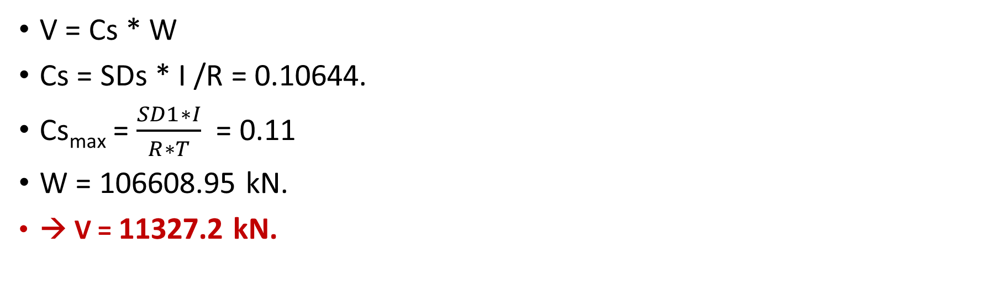 • V = Cs * W
• Cs = SDs * I /R = 0.10644.
• Csmax = SD1*I / R*T = 0.11
• W = 106608.95 kN.
• → V = 11327.2 kN.